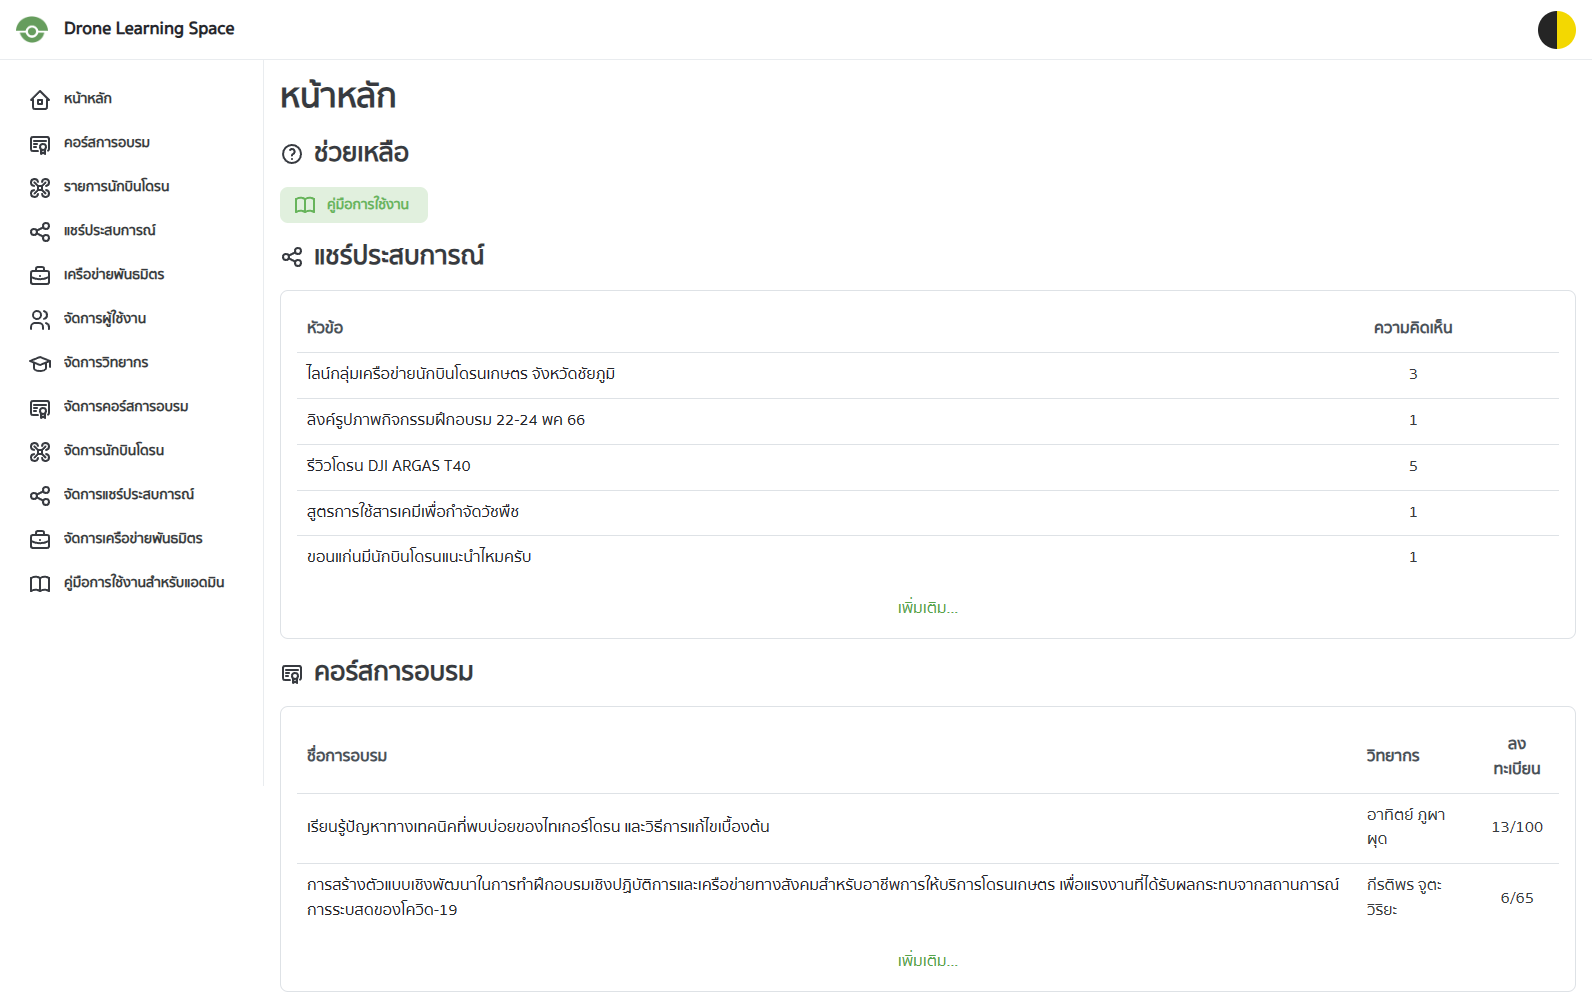 Drone Learning Space
หน้าหลัก
คอร์สการอบรม
รายการนักบินโดรน
แชร์ประสบการณ์
เครือข่ายพันธมิตร
จัดการผู้ใช้งาน
จัดการวิทยากร
จัดการคอร์สการอบรม
จัดการนักบินโดรน
จัดการแชร์ประสบการณ์
จัดการเครือข่ายพันธมิตร
คู่มือการใช้งานสำหรับแอดมิน
หน้าหลัก
ช่วยเหลือ
คู่มือการใช้งาน
แชร์ประสบการณ์
หัวข้อ ความคิดเห็น
ไลน์กลุ่มเครือข่ายนักบินโดรนเกษตร จังหวัดชัยภูมิ 3
ลิงค์รูปภาพกิจกรรมฝึกอบรม 22-24 พค 66 1
รีวิวโดรน DJI ARGAS T40 5
สูตรการใช้สารเคมีเพื่อกำจัดวัชพืช 1
ขอนแก่นมีนักบินโดรนแนะนำไหมครับ 1
เพิ่มเติม...
คอร์สการอบรม
ชื่อการอบรม วิทยากร ลง
ทะเบียน
เรียนรู้ปัญหาทางเทคนิคที่พบบ่อยของไทเกอร์โดรน และวิธีการแก้ไขเบื้องต้น อาทิตย์ ภูผา 13/100
ผุด
การสร้างตัวแบบเชิงพัฒนาในการทำฝึกอบรมเชิงปฏิบัติการและเครือข่ายทางสังคมสำหรับอาชีพการให้บริการโดรนเกษตร เพื่อแรงงานที่ได้รับผลกระทบจากสถานการณ์ กีรติพร จูตะ 6/65
การระบสดของโควิด-19 วิริยะ
เพิ่มเติม...